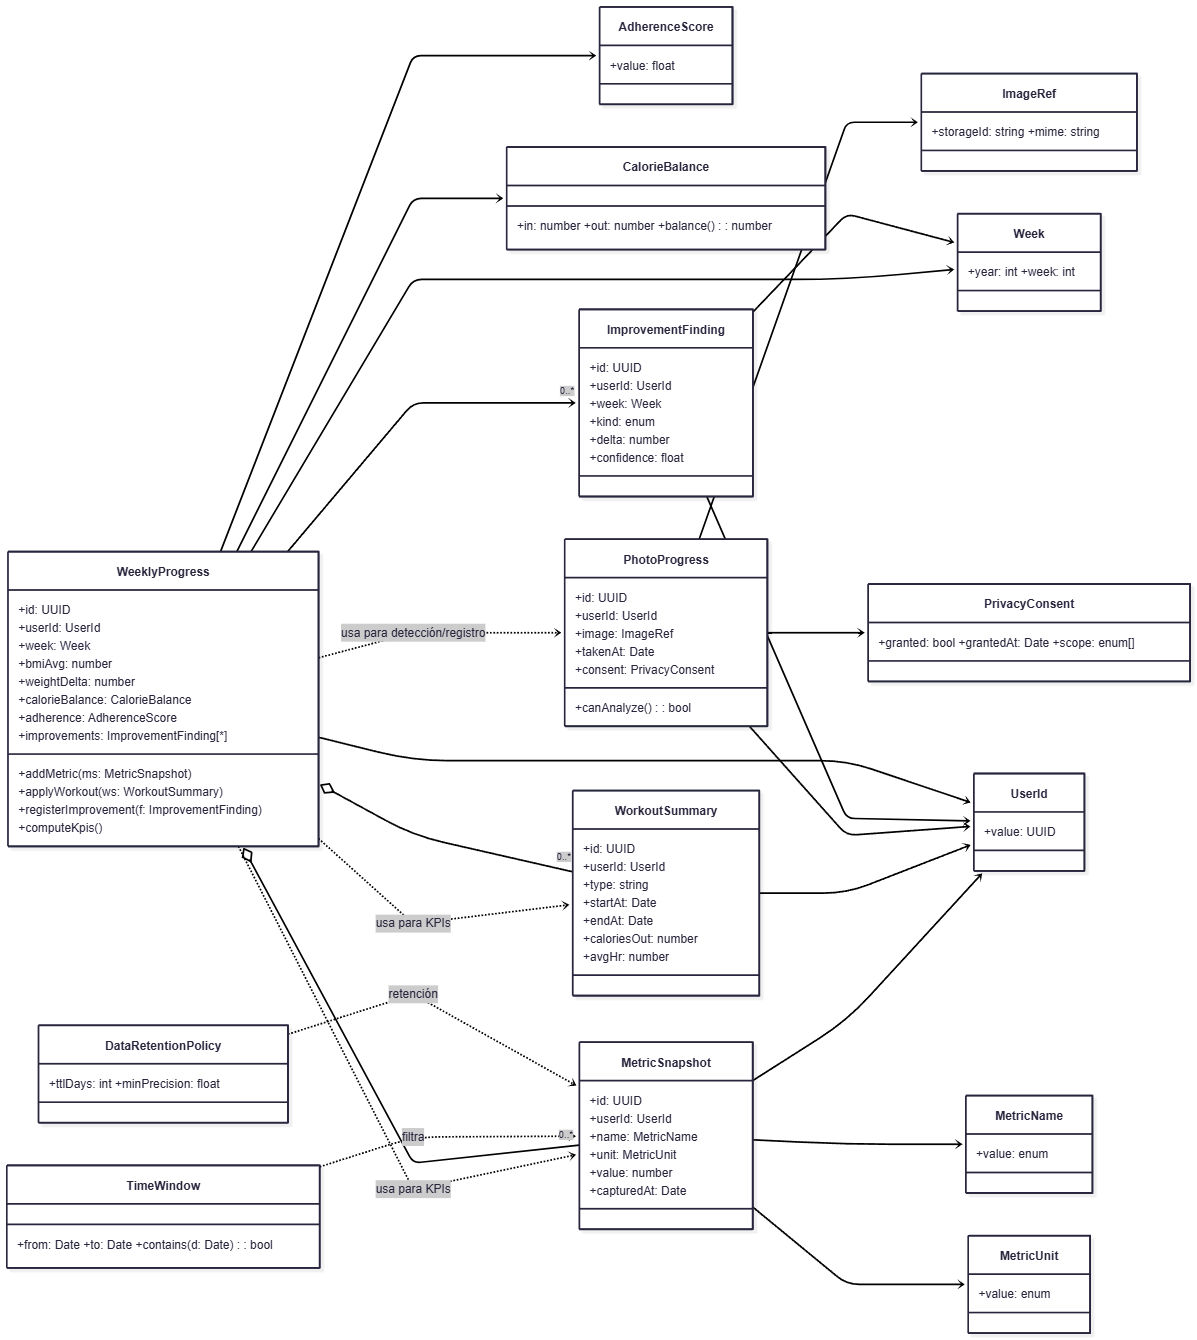 AdherenceScore
+value: float
ImageRef
+storageId: string +mime: string
CalorieBalance
+in: number +out: number +balance() : : number
Week
+year: int +week: int
ImprovementFinding
+id: UUID
+userId: UserId
+week: Week
+kind: enum
+delta: number
+confidence: float
0..*
WeeklyProgress
+id: UUID
+userId: UserId
+week: Week
+bmiAvg: number
+weightDelta: number
+calorieBalance: CalorieBalance
+adherence: AdherenceScore
+improvements: ImprovementFinding[*]
+addMetric(ms: MetricSnapshot)
+applyWorkout(ws: WorkoutSummary)
+registerImprovement(f: ImprovementFinding)
+computeKpis()
usa para detección/registro
PhotoProgress
+id: UUID
+userId: UserId
+image: ImageRef
+takenAt: Date
+consent: PrivacyConsent
+canAnalyze() : : bool
PrivacyConsent
+granted: bool +grantedAt: Date +scope: enum[]
UserId
+value: UUID
WorkoutSummary
+id: UUID
+userId: UserId
+type: string
+startAt: Date
+endAt: Date
+caloriesOut: number
+avgHr: number
0..*
usa para KPIs
retención
DataRetentionPolicy
+ttlDays: int +minPrecision: float
MetricSnapshot
+id: UUID
+userId: UserId
+name: MetricName
+unit: MetricUnit
+value: number
+capturedAt: Date
filtra
0..*
usa para KPIs
MetricName
+value: enum
TimeWindow
+from: Date +to: Date +contains(d: Date) : : bool
MetricUnit
+value: enum